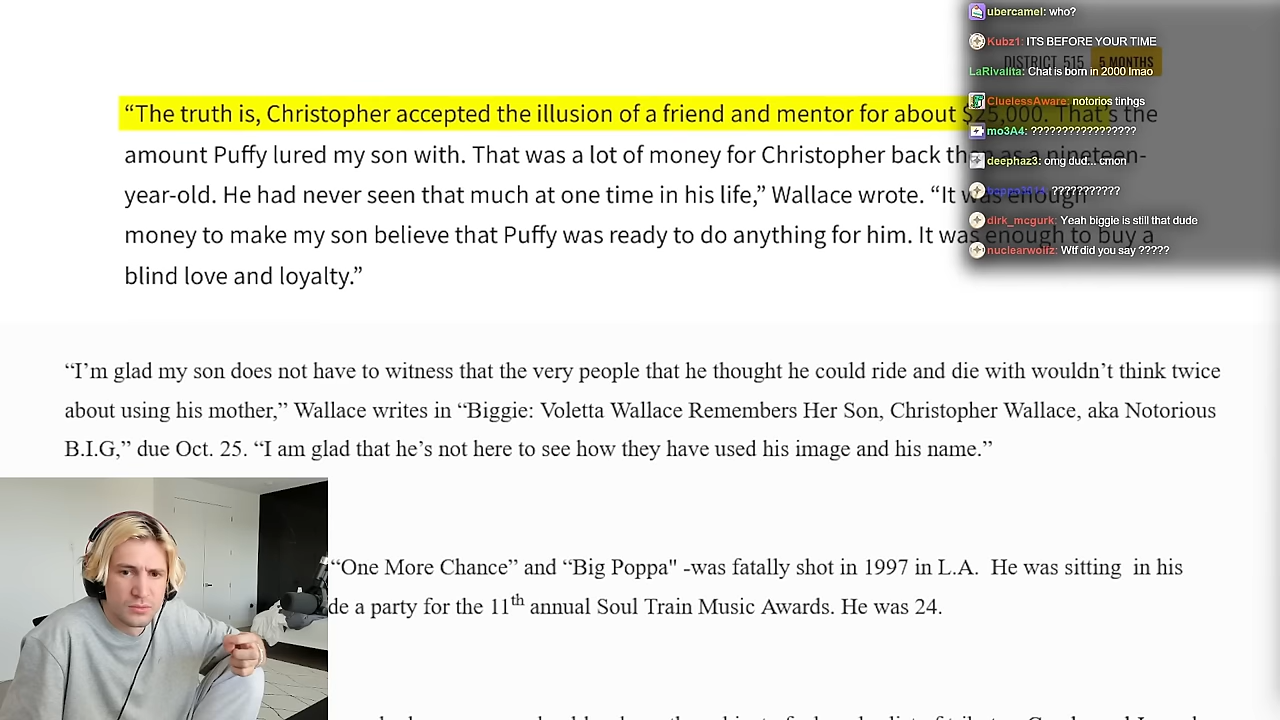 ubercamel: who?
Kubz1: ITS BEFORE YOUR TIME
DISTRICT 515 5 MONTHS
LaRivalita: Chat is born in 2000 lmao
CluelessAware: notorios tinhgs
mo3A4: ?????????????????
deephaz3: omg dud... cmon
???????????
dirk_mcgurk: Yeah biggie is still that dude
nuclearwolfz: Wtf did you say ?????
“The truth is, Christopher accepted the illusion of a friend and mentor for about $25,000. That’s the
amount Puffy lured my son with. That was a lot of money for Christopher back then as a nineteen-
year-old. He had never seen that much at one time in his life,” Wallace wrote. “It was enough
money to make my son believe that Puffy was ready to do anything for him. It was enough to buy a
blind love and loyalty.”
“I’m glad my son does not have to witness that the very people that he thought he could ride and die with wouldn’t think twice
about using his mother,” Wallace writes in “Biggie: Voletta Wallace Remembers Her Son, Christopher Wallace, aka Notorious
B.I.G,” due Oct. 25. “I am glad that he’s not here to see how they have used his image and his name.”
“One More Chance” and “Big Poppa" -was fatally shot in 1997 in L.A. He was sitting in his
de a party for the 11th annual Soul Train Music Awards. He was 24.